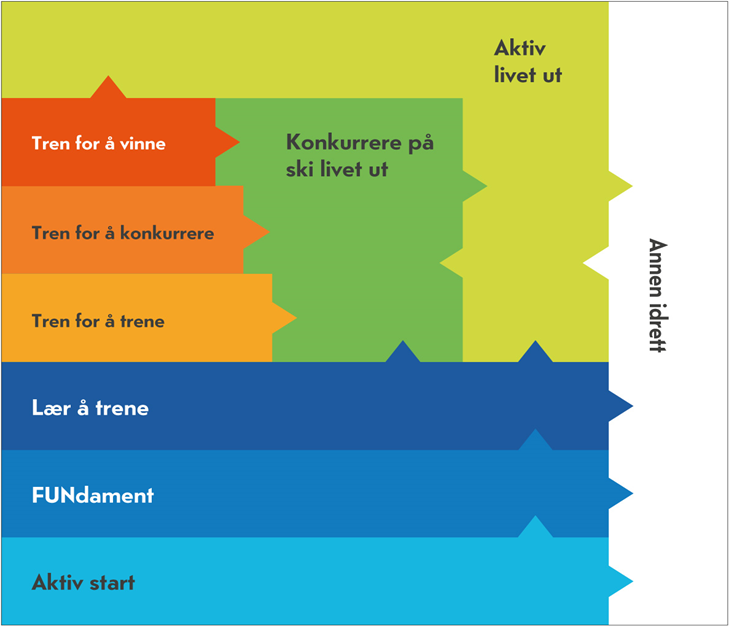 Aktiv
livet ut
Tren for å vinne
Konkurrere på
ski livet ut
Tren for å konkurrere
Annen idrett
Tren for å trene
Lær å trene
FUNdament
Aktiv start